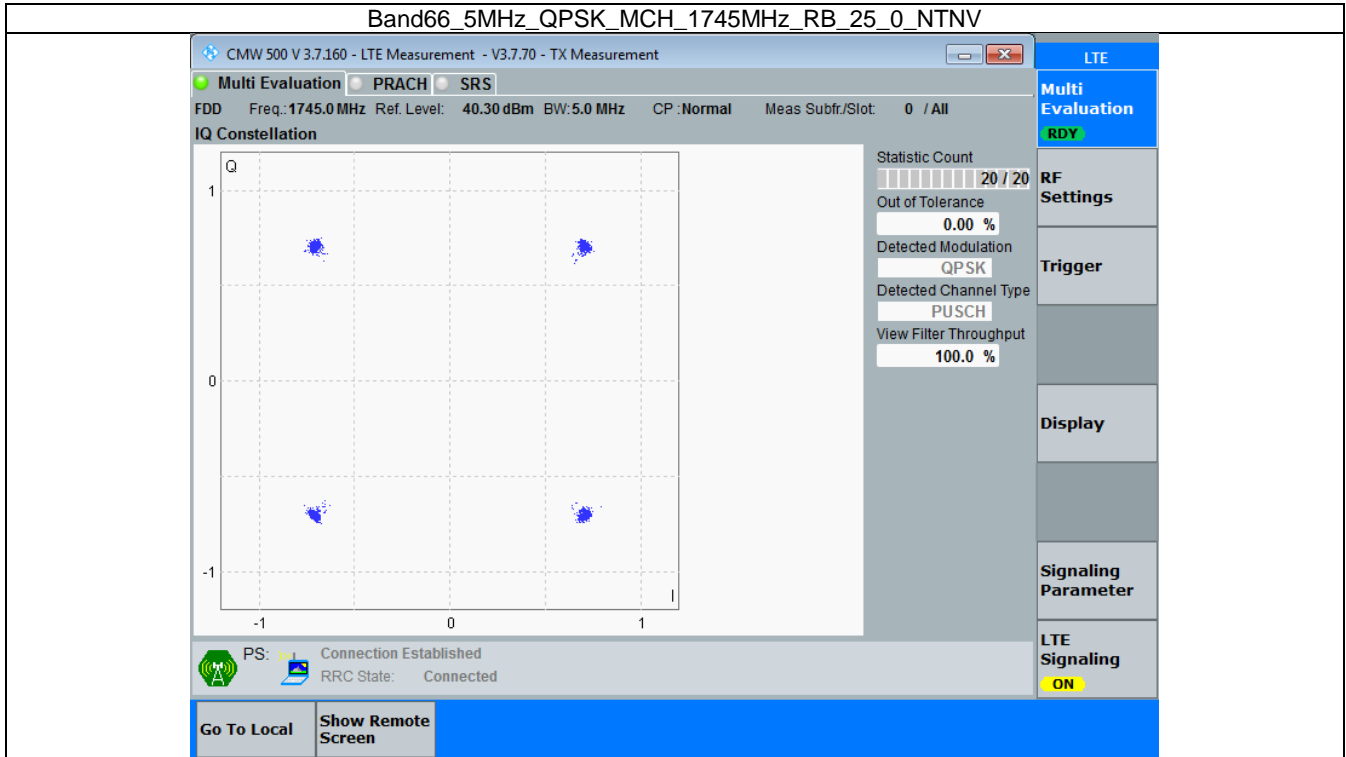 Band66_5MHz_QPSK_MCH_1745MHz_RB_25_0_NTNV
CMW 500 V 3.7.160 - LTE Measurement - V3.7.70 - TX Measurement
LTE
Multi Evaluation PRACH SRS
FDD Freq.: 1745.0 MHz Ref. Level: 40.30 dBm BW: 5.0 MHz CP : Normal Meas Subfr./Slot: 0 / All
IQ Constellation
Multi
Evaluation
RDY
Q
1
0
-1
I
-1 0 1
Statistic Count
20 / 20
Out of Tolerance
0.00 %
Detected Modulation
QPSK
Detected Channel Type
PUSCH
View Filter Throughput
100.0 %
RF
Settings
Trigger
Display
Signaling
Parameter
LTE
Signaling
ON
PS: Connection Established
RRC State: Connected
Go To Local
Show Remote
Screen